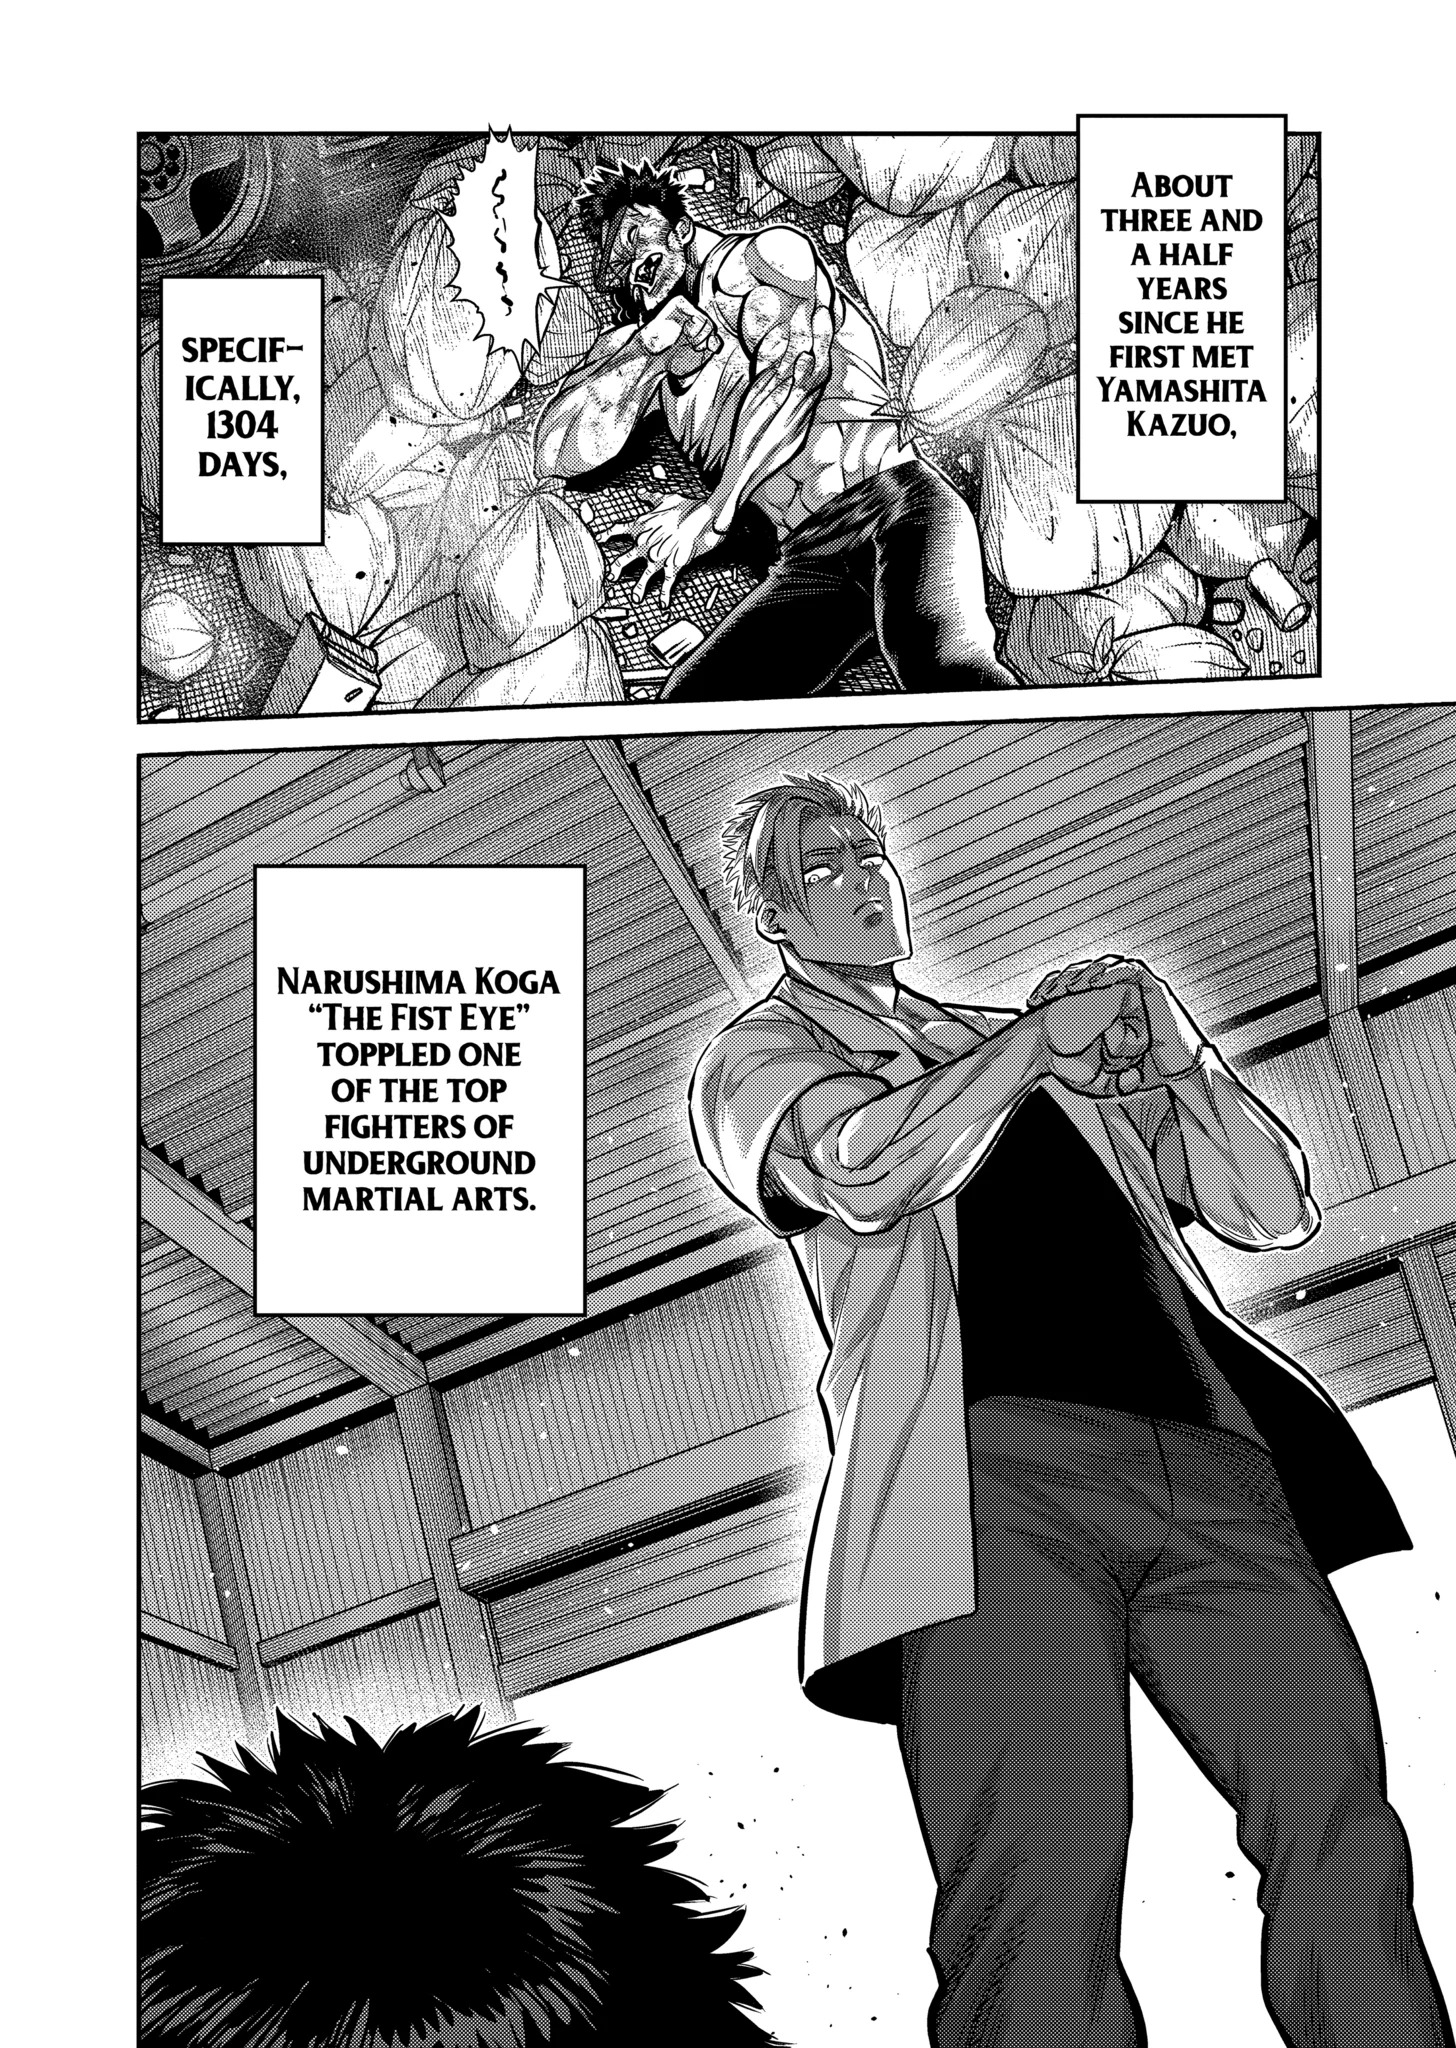 ABOUT
THREE AND
A HALF
YEARS
SINCE HE
FIRST MET
YAMASHITA
KAZUO,
SPECIF-
ICALLY,
1304
DAYS,
NARUSHIMA KOGA
“THE FIST EYE”
TOPPLED ONE
OF THE TOP
FIGHTERS OF
UNDERGROUND
MARTIAL ARTS.